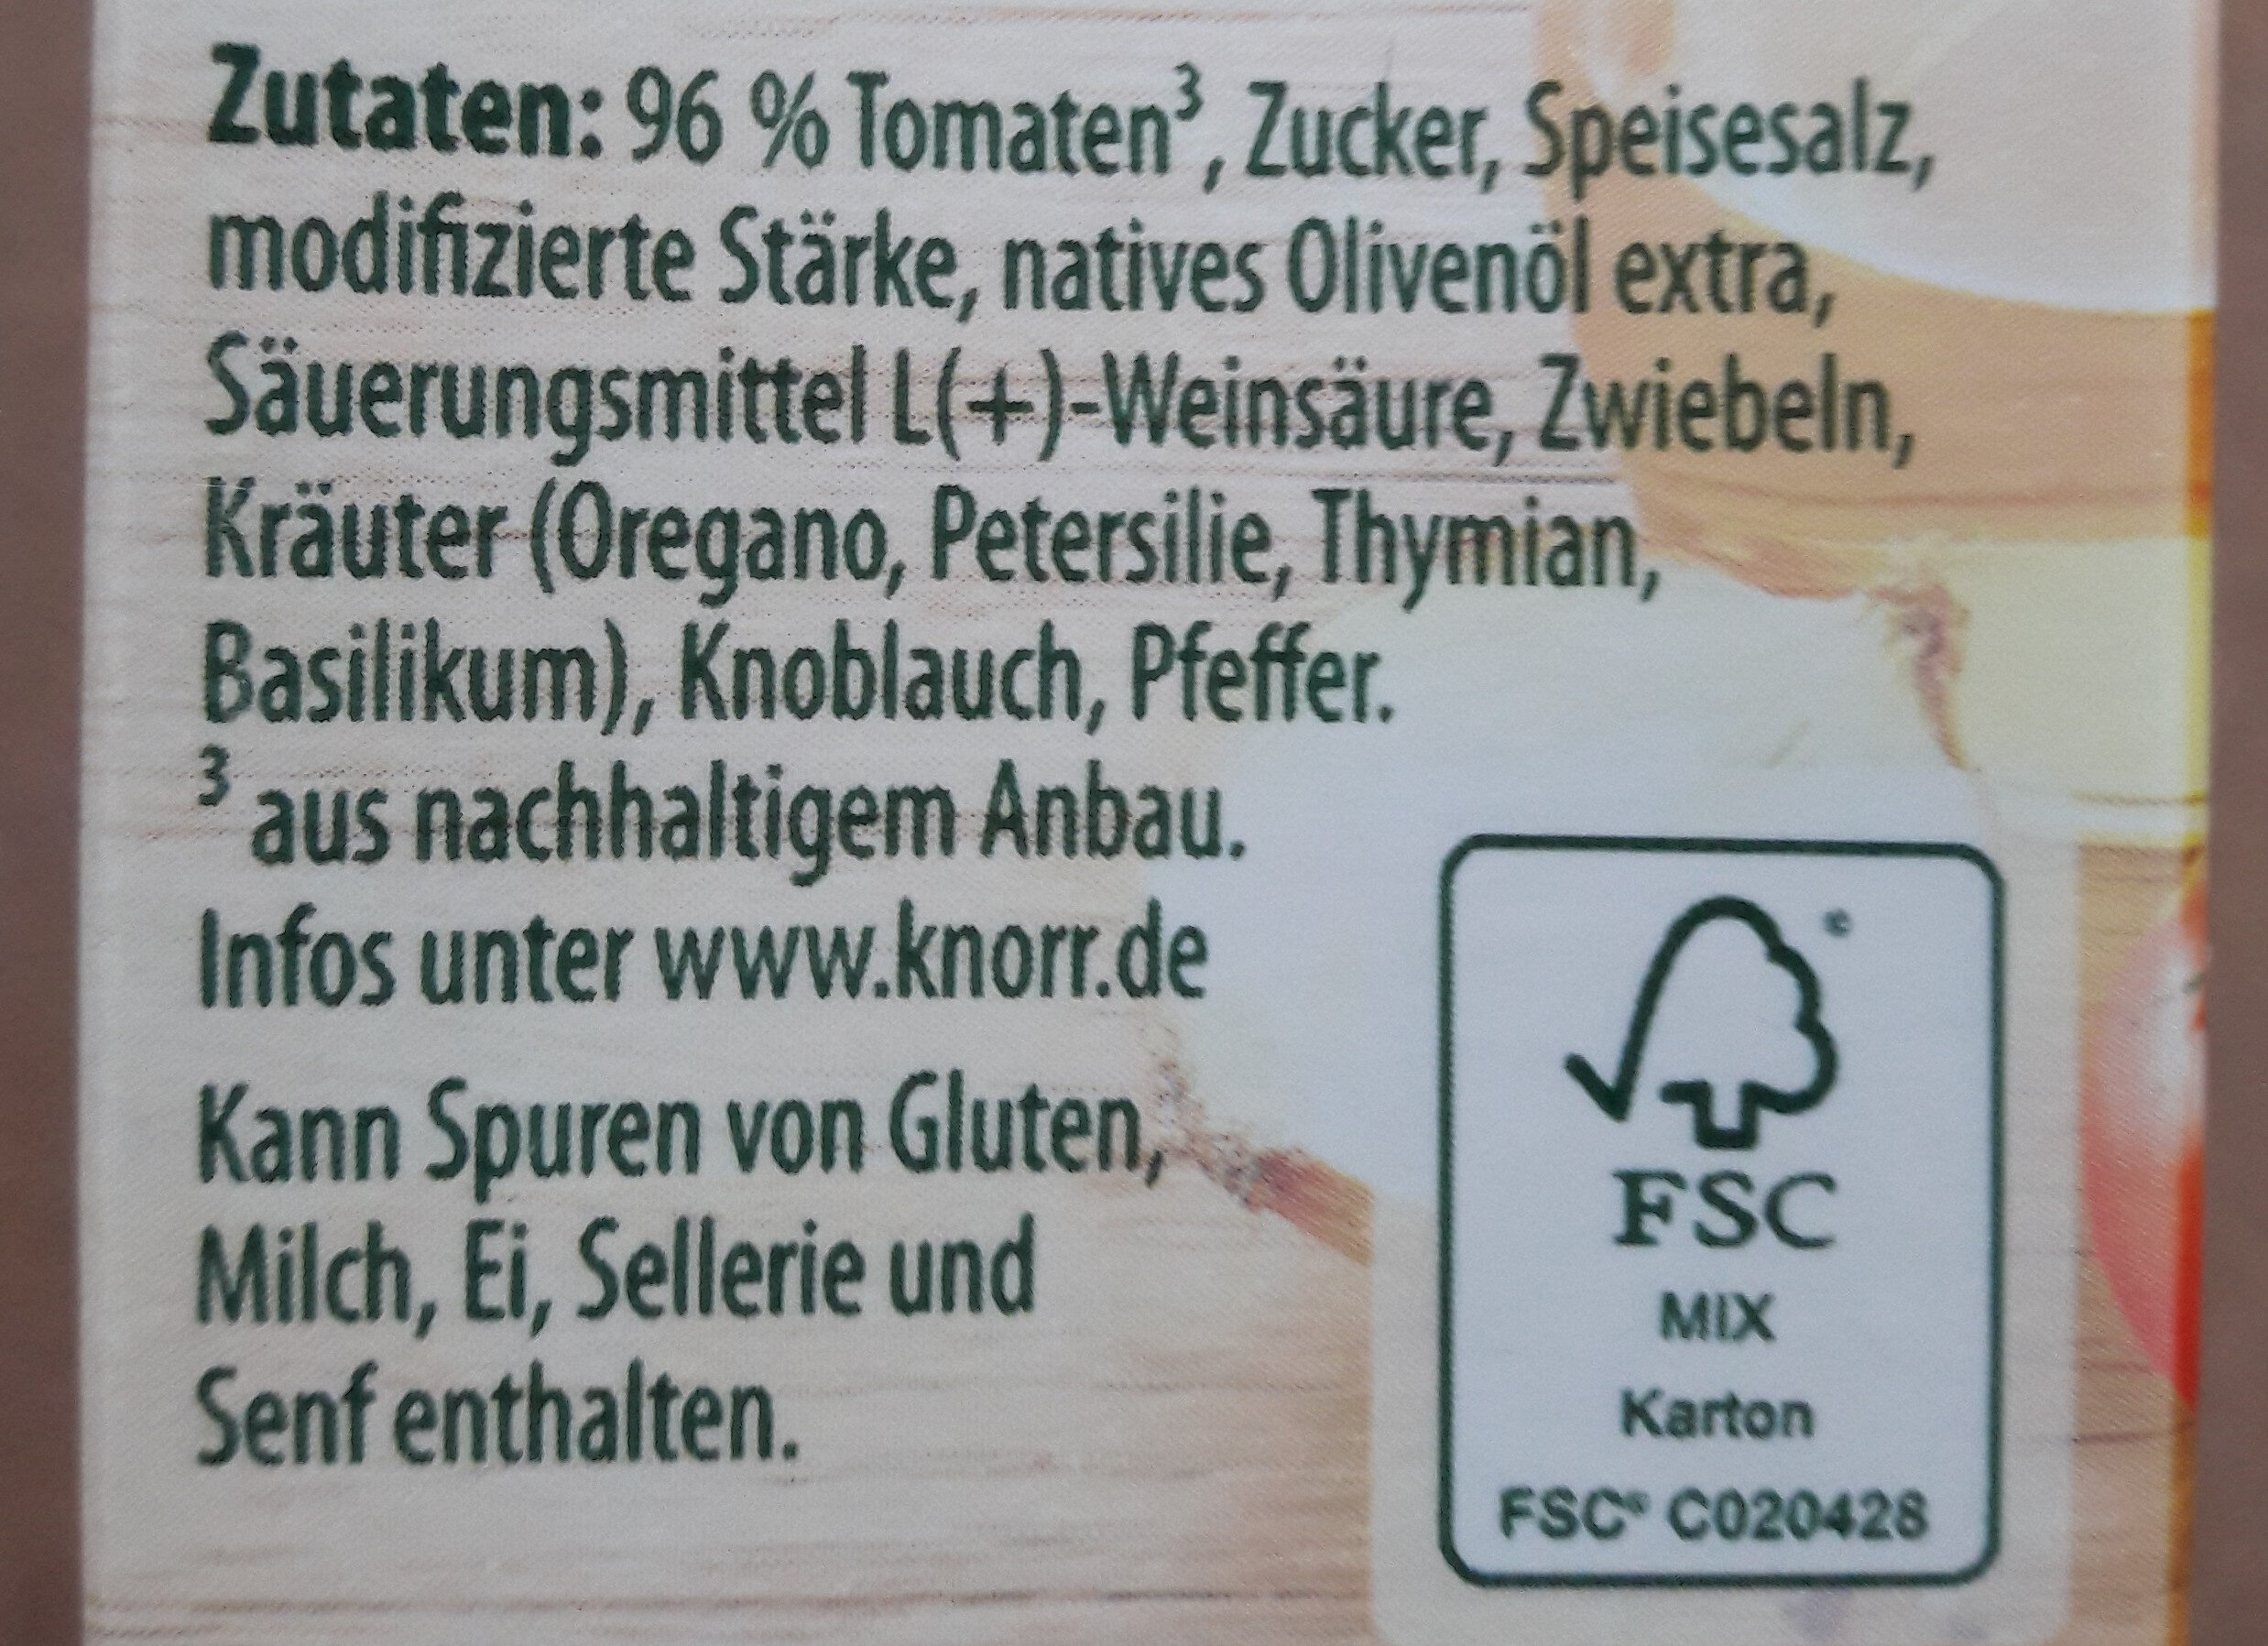 Zutaten: 96 % Tomaten³, Zucker, Speisesalz,
modifizierte Stärke, natives Olivenöl extra,
Säuerungsmittel L(+)-Weinsäure, Zwiebeln,
Kräuter (Oregano, Petersilie, Thymian,
Basilikum), Knoblauch, Pfeffer.
³ aus nachhaltigem Anbau.
Infos unter www.knorr.de
Kann Spuren von Gluten,
Milch, Ei, Sellerie und
Senf enthalten.
©
FSC
MIX
Karton
FSC® C020428